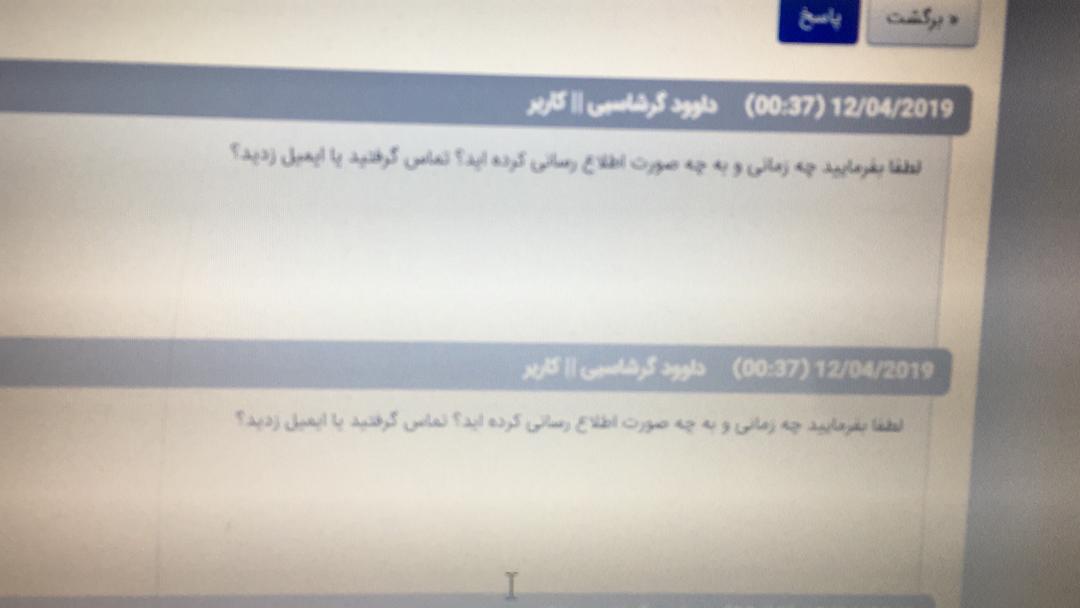 « برگشت
پاسخ
12/04/2019 (00:37) داوود گرشاسبی || کاربر
لطفا بفرمایید چه زمانی و به چه صورت اطلاع رسانی کرده اید؟ تماس گرفتید یا ایمیل زدید؟
12/04/2019 (00:37) داوود گرشاسبی || کاربر
لطفا بفرمایید چه زمانی و به چه صورت اطلاع رسانی کرده اید؟ تماس گرفتید یا ایمیل زدید؟